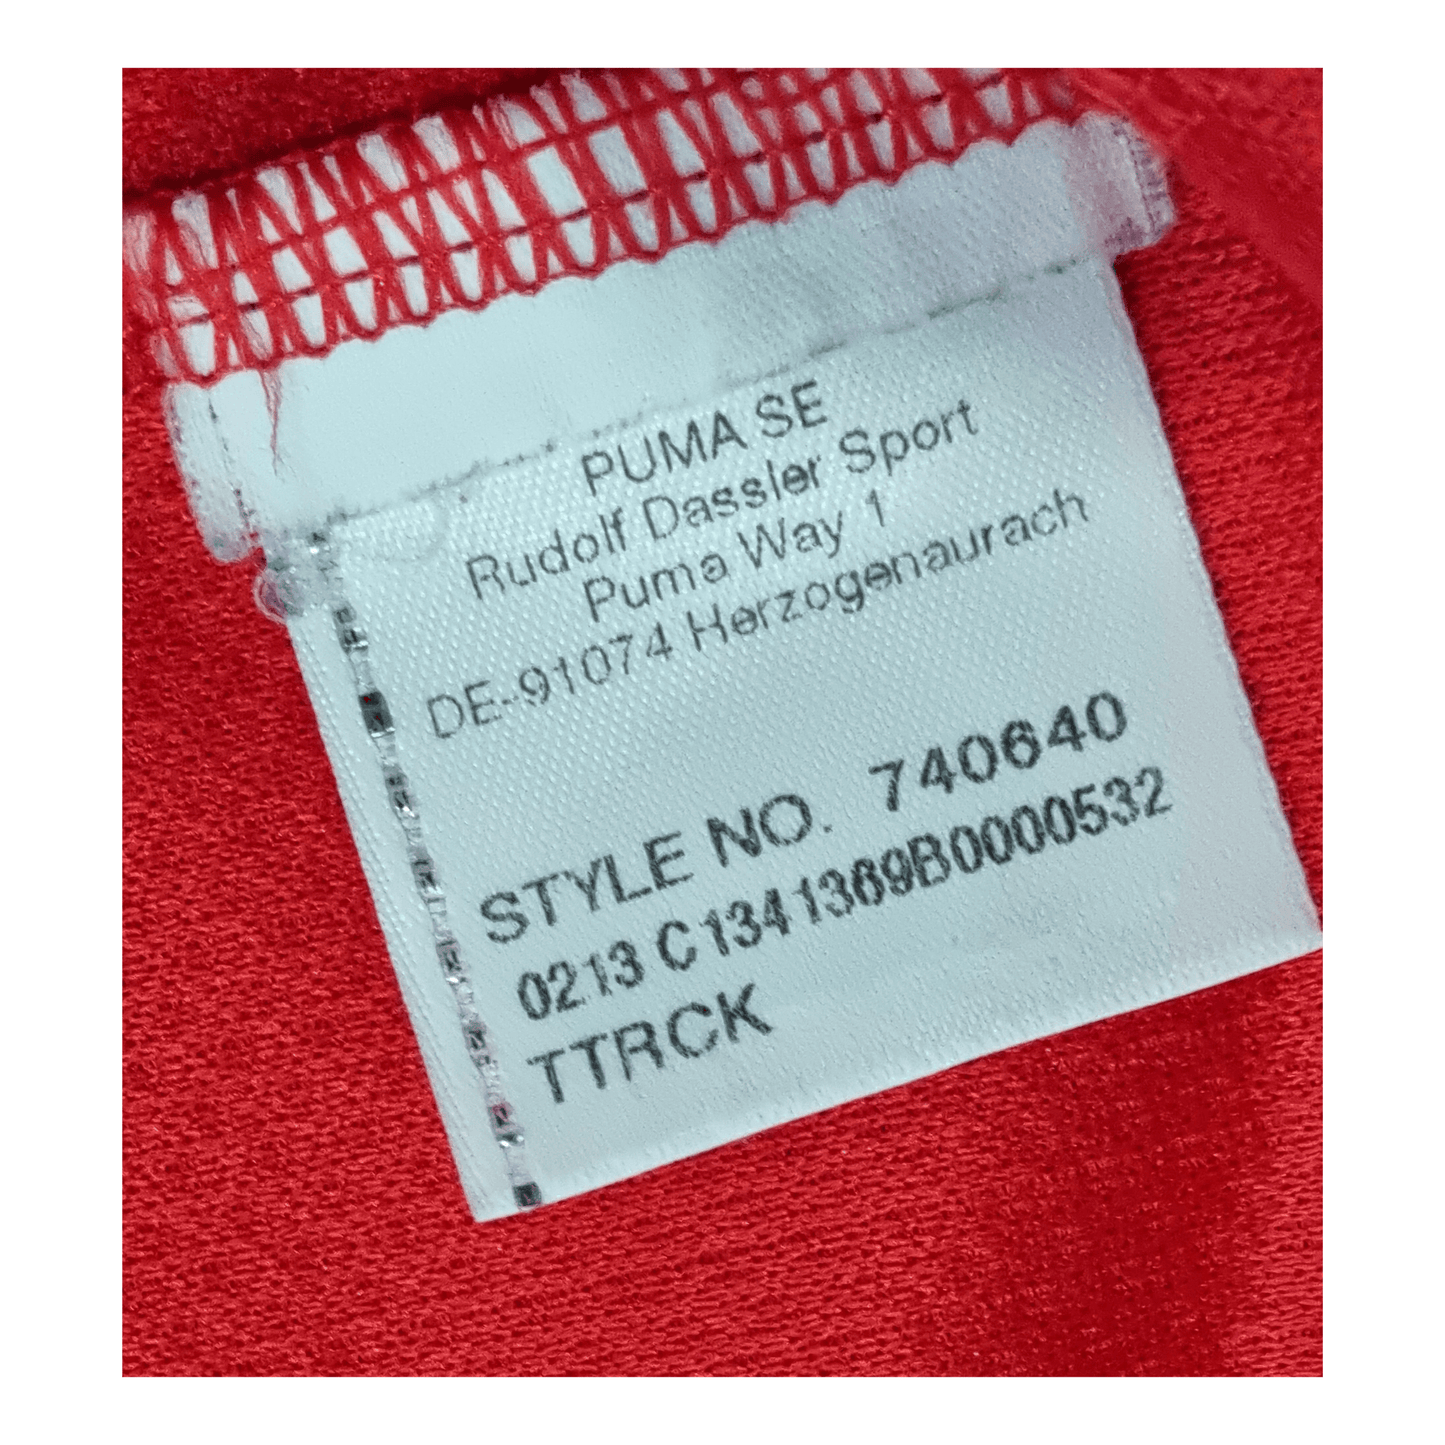 PUMA SE
Rudolf Dassler Sport
Puma Way 1
DE-91074 Herzogenaurach
STYLE NO. 740640
0213 C1341369B0000532
TTRCK